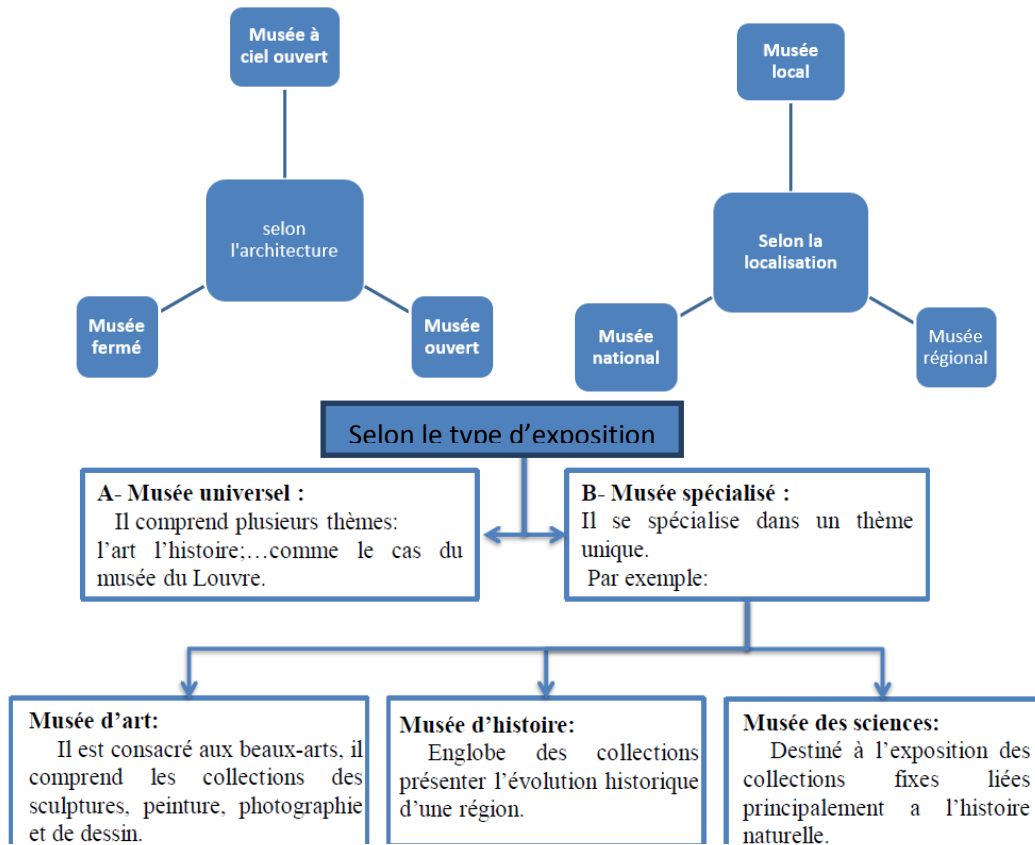 Musée à
ciel ouvert
selon
l'architecture
Musée
fermé
Musée
ouvert
Musée
local
Selon la
localisation
Musée
national
Musée
régional
Selon le type d’exposition
A- Musée universel :
Il comprend plusieurs thèmes:
l’art l’histoire;…comme le cas du
musée du Louvre.
B- Musée spécialisé :
Il se spécialise dans un thème
unique.
Par exemple:
Musée d’art:
Il est consacré aux beaux-arts, il
comprend les collections des
sculptures, peinture, photographie
et de dessin.
Musée d’histoire:
Englobe des collections
présenter l’évolution historique
d’une région.
Musée des sciences:
Destiné à l’exposition des
collections fixes liées
principalement a l’histoire
naturelle.